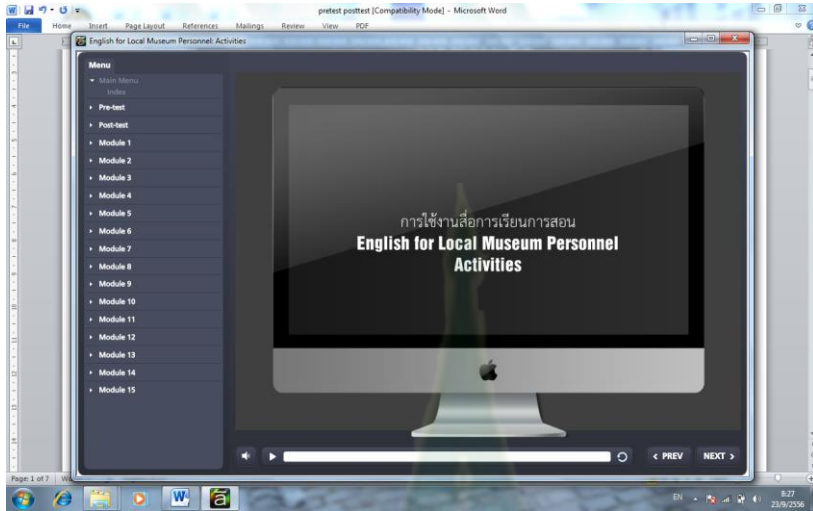 pretest posttest [Compatibility Mode] - Microsoft Word
File Home Insert Page Layout References Mailings Review View PDF
English for Local Museum Personnel: Activities
Menu
Main Menu
Index
Pre-test
Post-test
Module 1
Module 2
Module 3
Module 4
Module 5
Module 6
Module 7
Module 8
Module 9
Module 10
Module 11
Module 12
Module 13
Module 14
Module 15
การใช้งานสื่อการเรียนการสอน
English for Local Museum Personnel
Activities
PREV NEXT
Page: 1 of 7
EN
8:27
23/9/2556